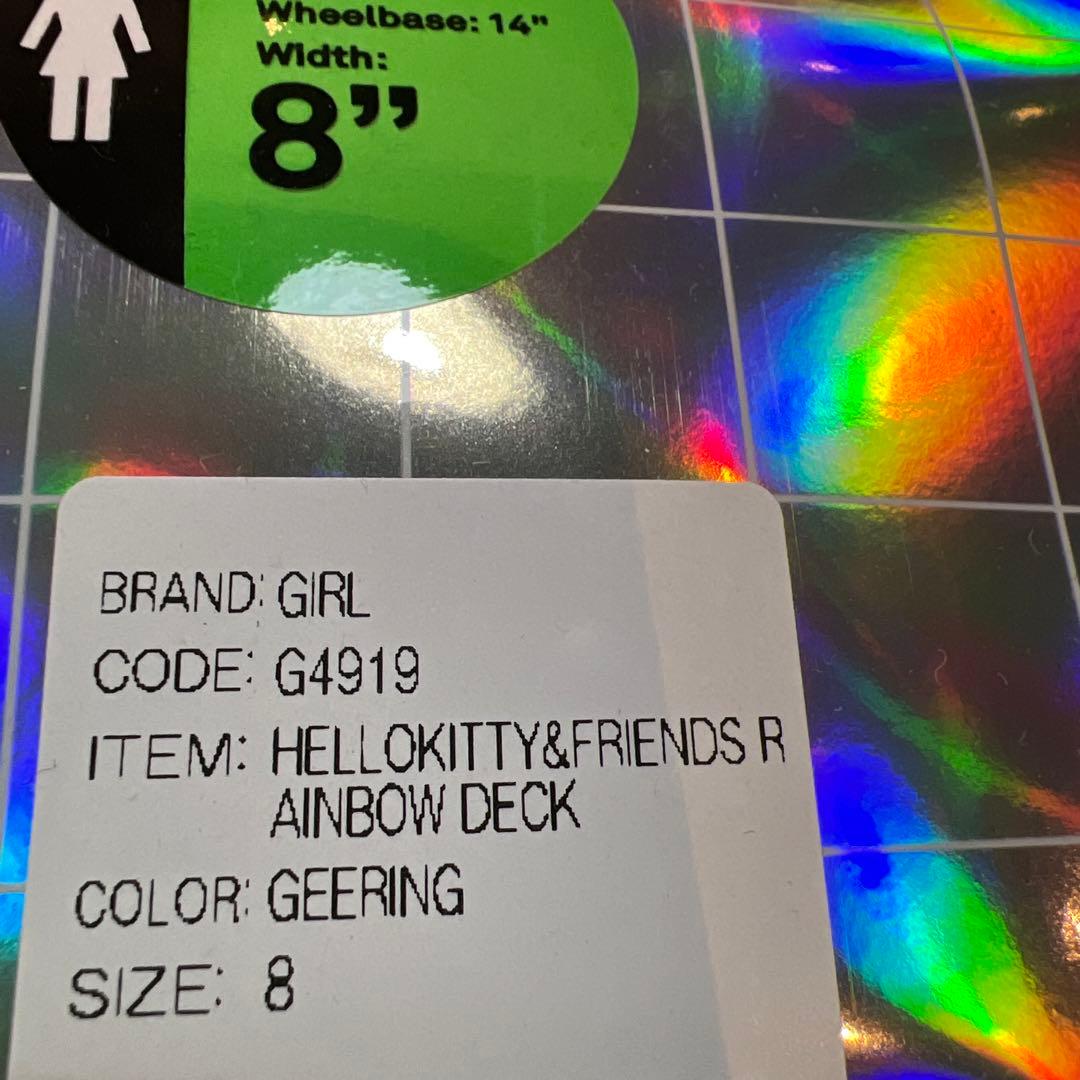 Wheelbase: 14"
Width:
8”
BRAND: GIRL
CODE: G4919
ITEM: HELLOKITTY&FRIENDS R
AINBOW DECK
COLOR: GEERING
SIZE: 8